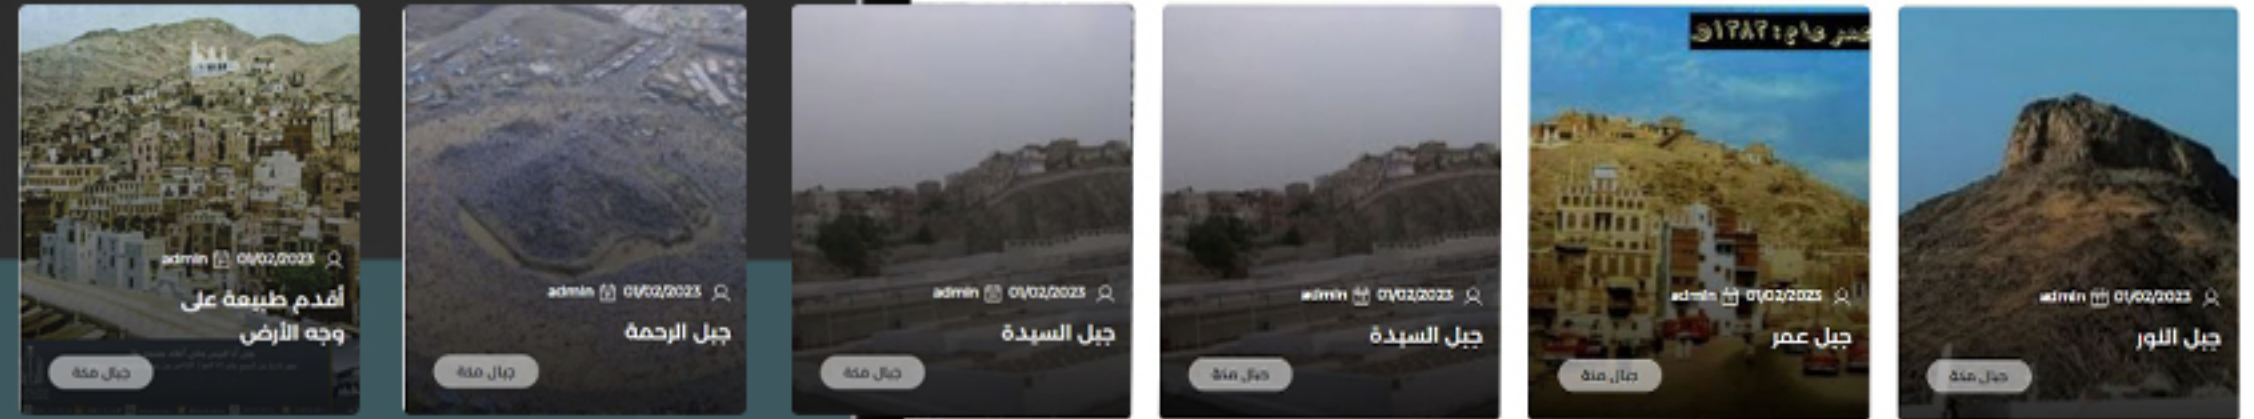 عمر عام: ١٣٨٣هـ
admin 01/02/2023
جبل النور
جبال مكة
admin 01/02/2023
جبل عمر
جبال مكة
admin 01/02/2023
جبل السيدة
جبال مكة
admin 01/02/2023
جبل السيدة
جبال مكة
admin 01/02/2023
جبل الرحمة
جبال مكة
admin 01/02/2023
أقدم طبيعة على
وجه الأرض
جبال مكة